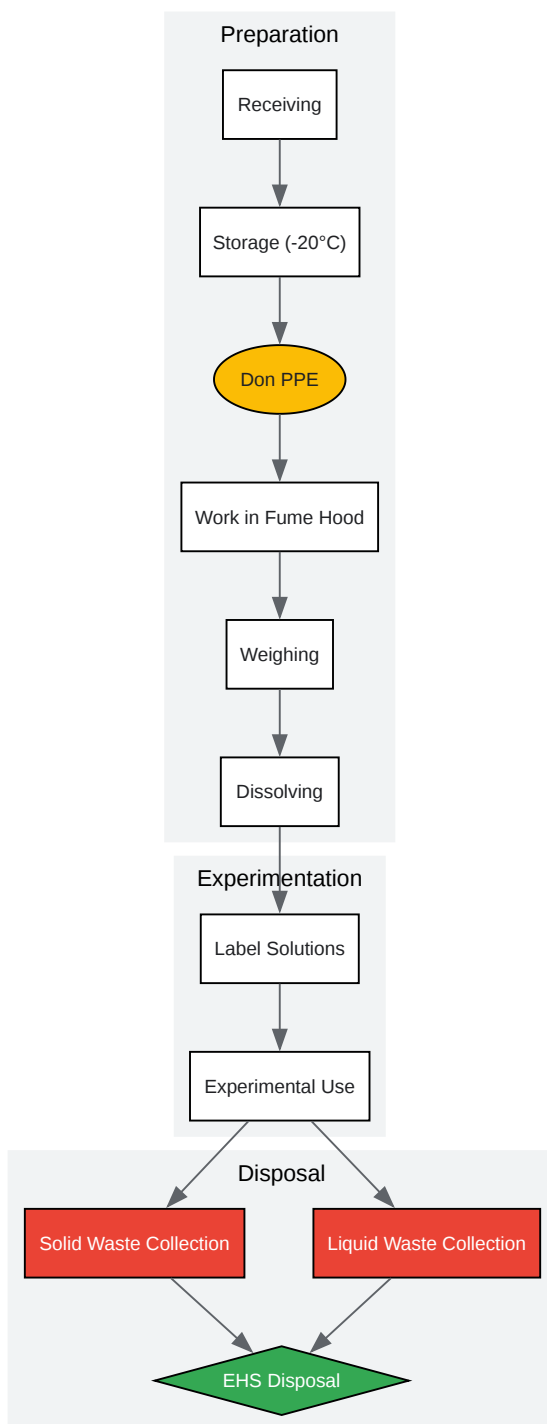 Preparation
Receiving
Storage (-20°C)
Don PPE
Work in Fume Hood
Weighing
Dissolving
Experimentation
Label Solutions
Experimental Use
Disposal
Solid Waste Collection
Liquid Waste Collection
EHS Disposal